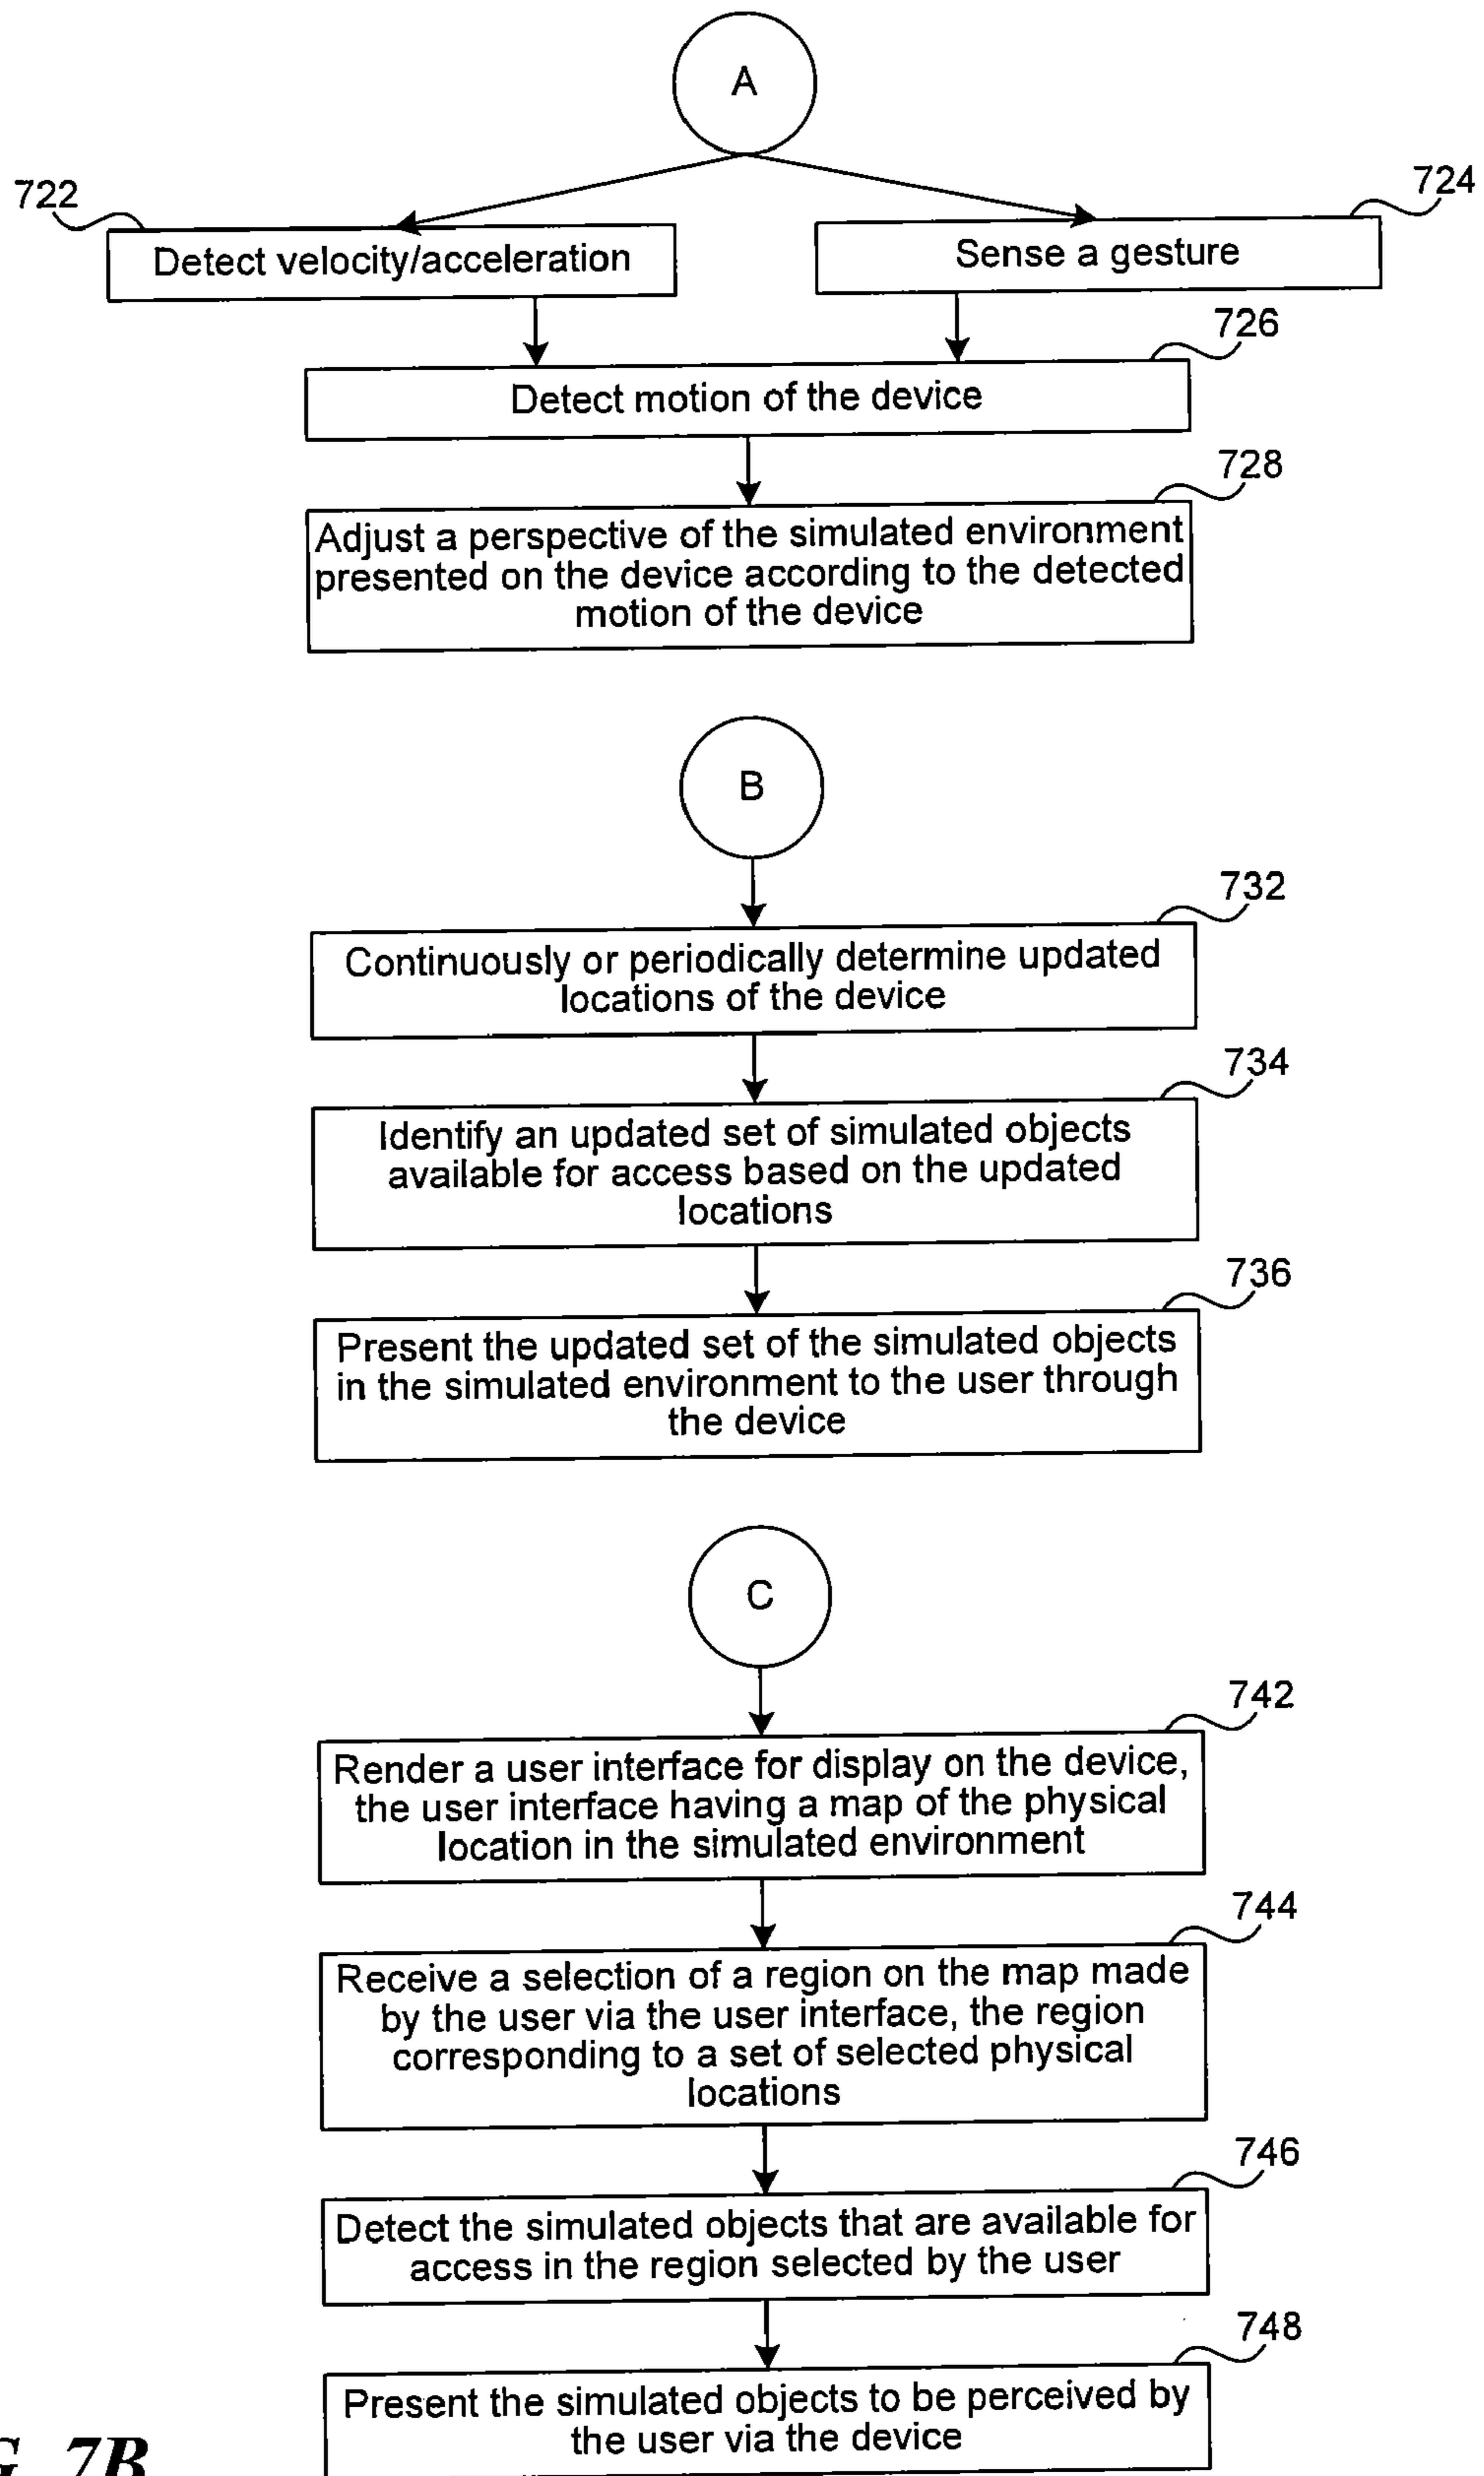 A
722
724
Detect velocity/acceleration
Sense a gesture
726
Detect motion of the device
728
Adjust a perspective of the simulated environment
presented on the device according to the detected
motion of the device
B
732
Continuously or periodically determine updated
locations of the device
734
Identify an updated set of simulated objects
available for access based on the updated
locations
736
Present the updated set of the simulated objects
in the simulated environment to the user through
the device
C
742
Render a user interface for display on the device,
the user interface having a map of the physical
location in the simulated environment
744
Receive a selection of a region on the map made
by the user via the user interface, the region
corresponding to a set of selected physical
locations
746
Detect the simulated objects that are available for
access in the region selected by the user
748
Present the simulated objects to be perceived by
the user via the device
7B